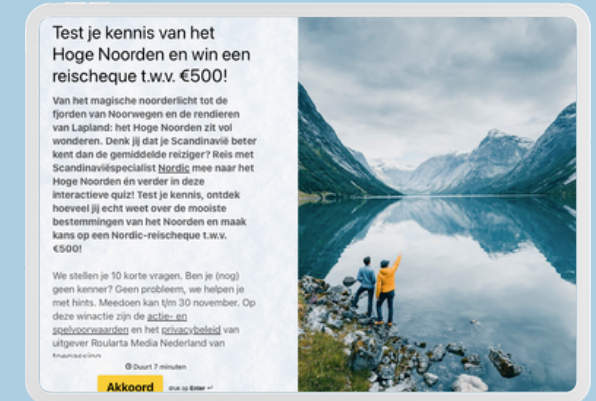 Test je kennis van het
Hoge Noorden en win een
reischeque t.w.v. €500!
Van het magische noorderlicht tot de
fjorden van Noorwegen en de rendieren
van Lapland: het Hoge Noorden zit vol
wonderen. Denk jij dat je Scandinavië beter
kent dan de gemiddelde reiziger? Reis met
Scandinaviëspecialist Nordic mee naar het
Hoge Noorden én verder in deze
interactieve quiz! Test je kennis, ontdek
hoeveel jij echt weet over de mooiste
bestemmingen van het Noorden en maak
kans op een Nordic-reischeque t.w.v.
€500!
We stellen je 10 korte vragen. Ben je (nog)
geen kenner? Geen probleem, we helpen je
met hints. Meedoen kan t/m 30 november. Op
deze winactie zijn de actie- en
spelvoorwaarden en het privacybeleid van
uitgever Roularta Media Nederland van
toepassing
Duurt 7 minuten
Akkoord druk op Enter ↵